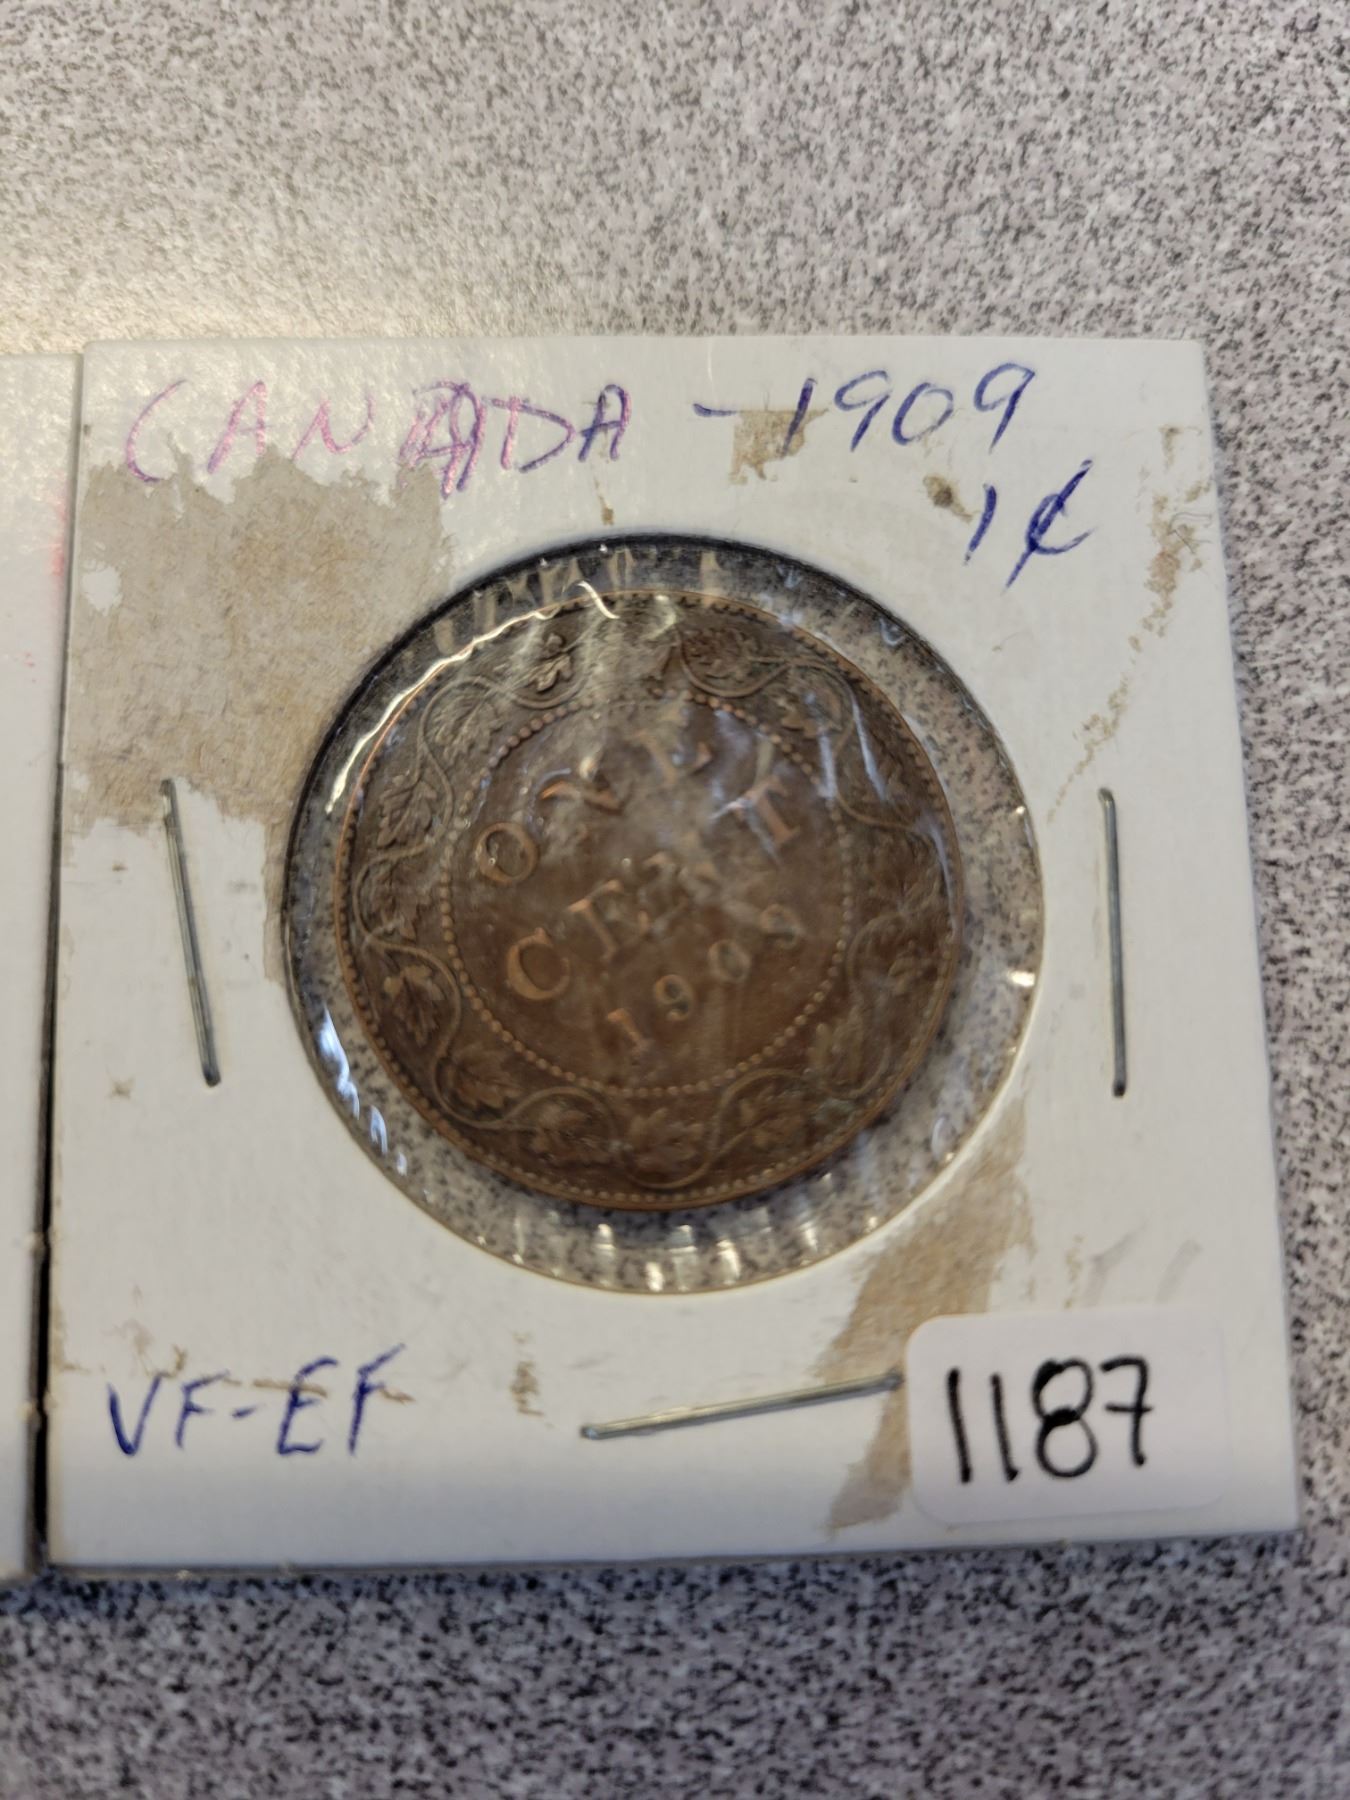 CANADA - 1909
1¢
ONE
CENT
1909
VF-EF
1187